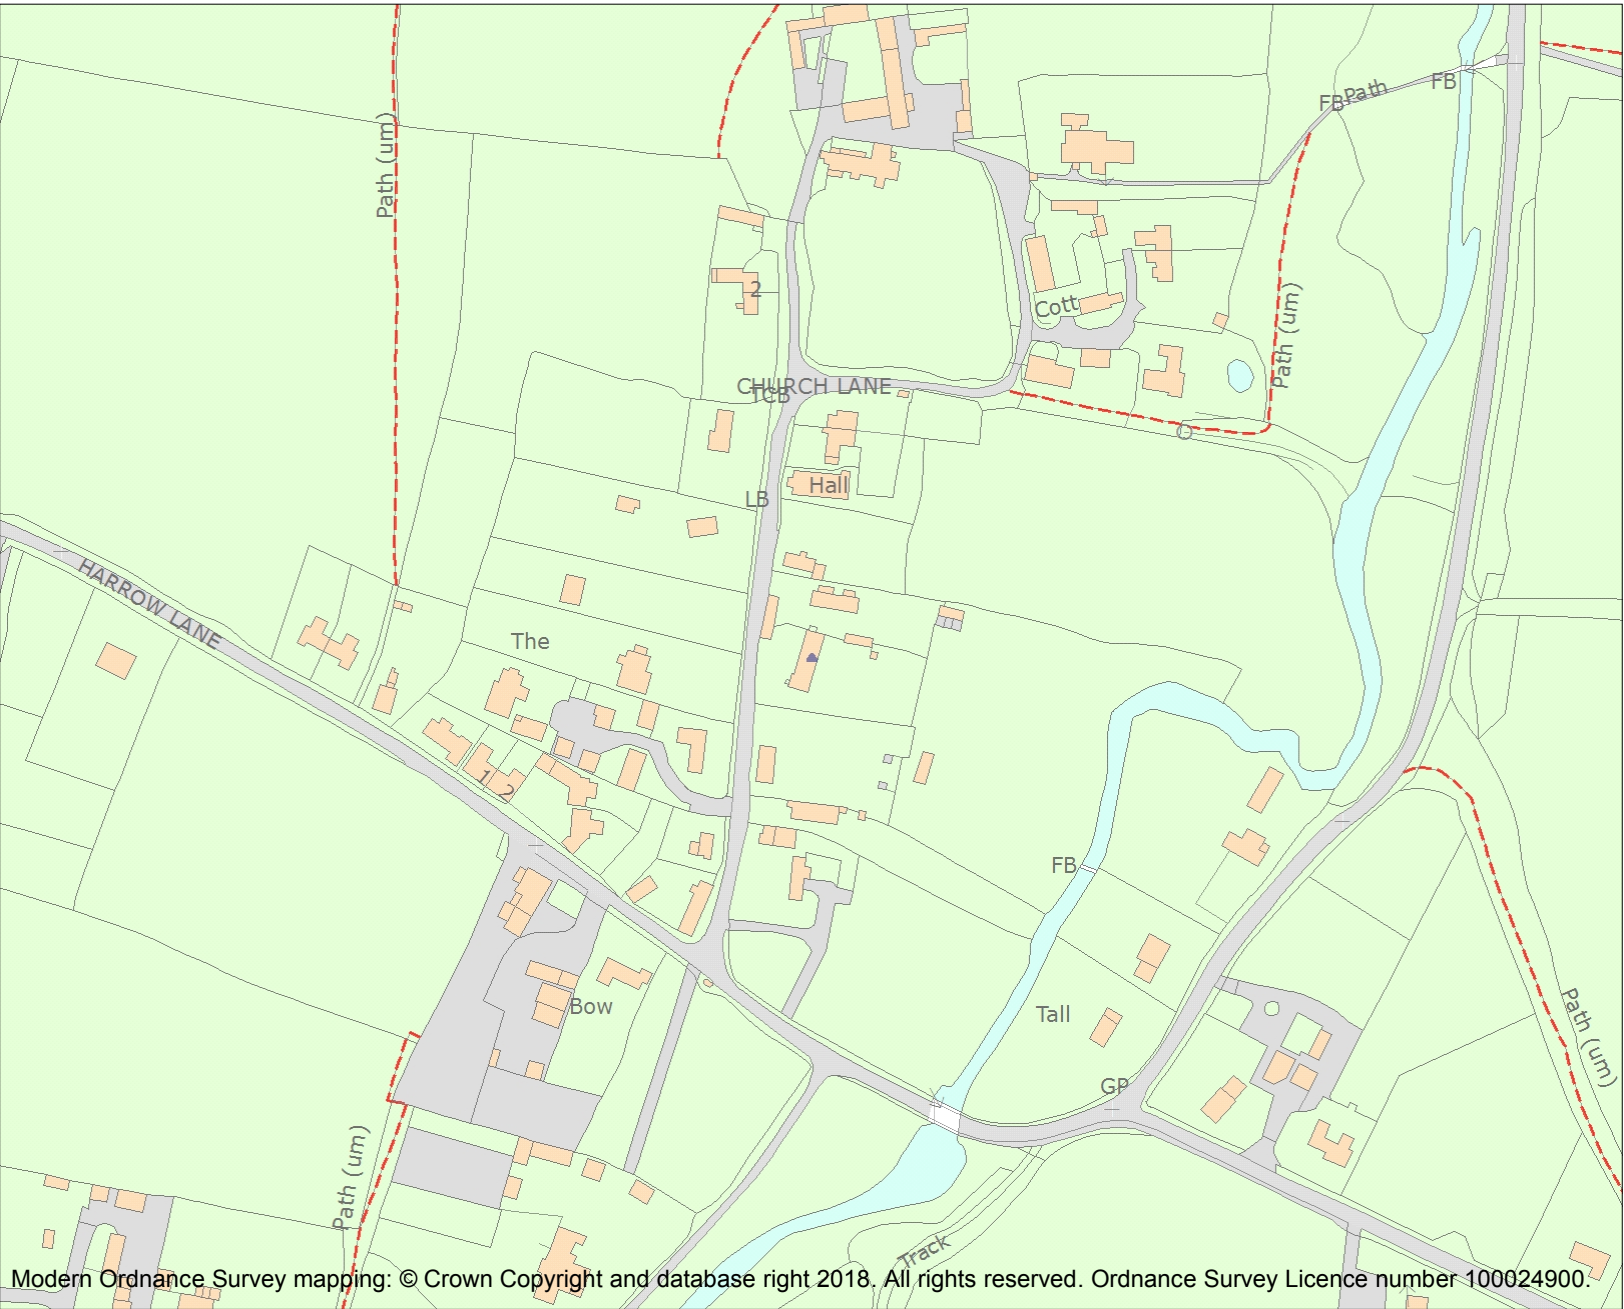 FB
FB
Path
Path (um)
2
Cott
Path (um)
CHURCH LANE
TCB
Hall
LB
HARROW LANE
The
1
2
FB
Bow
Tall
Path (um)
GP
Path (um)
Track
Modern Ordnance Survey mapping: © Crown Copyright and database right 2018. All rights reserved. Ordnance Survey Licence number 100024900.